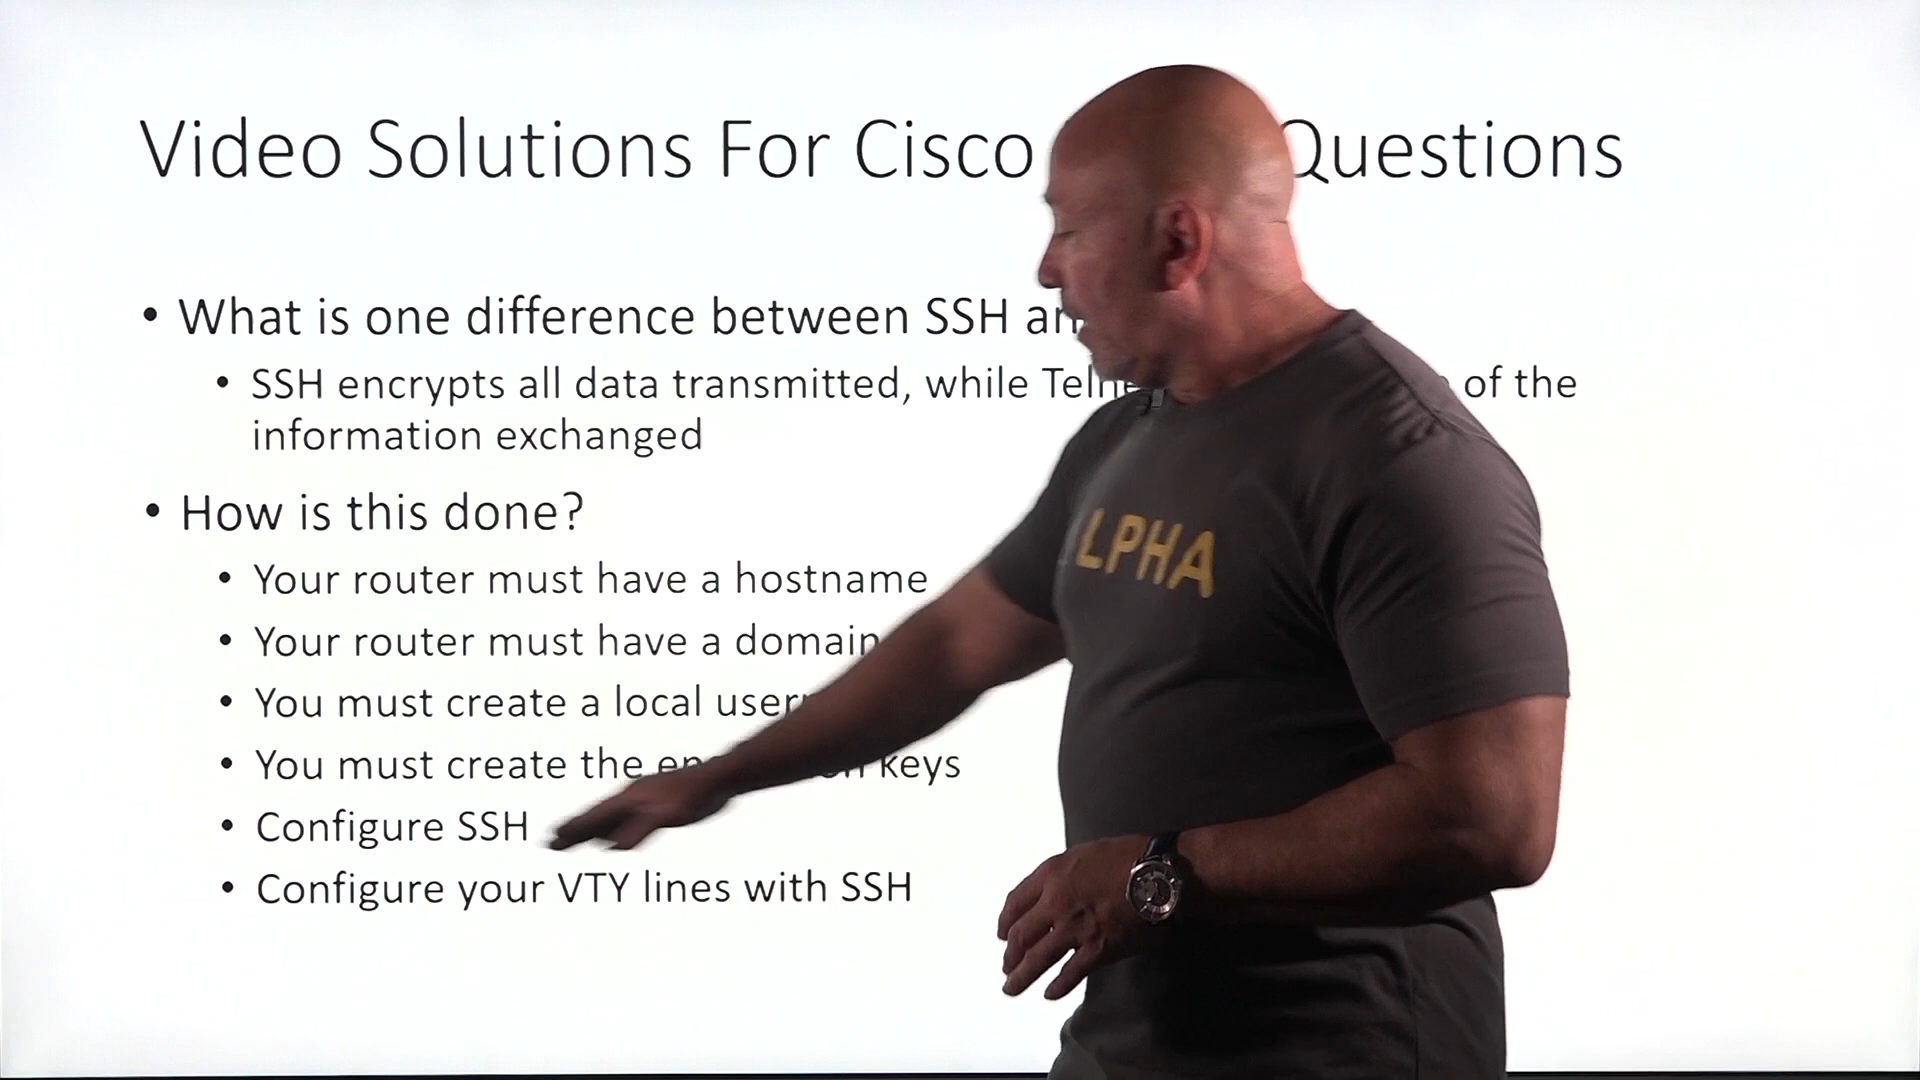 Video Solutions For Cisco Questions
• What is one difference between SSH
• SSH encrypts all data transmitted, while of the
information exchanged
• How is this done?
• Your router must have a hostname
• Your router must have a domain
• You must create a local
• You must create the keys
• Configure SSH
• Configure your VTY lines with SSH
LPHA